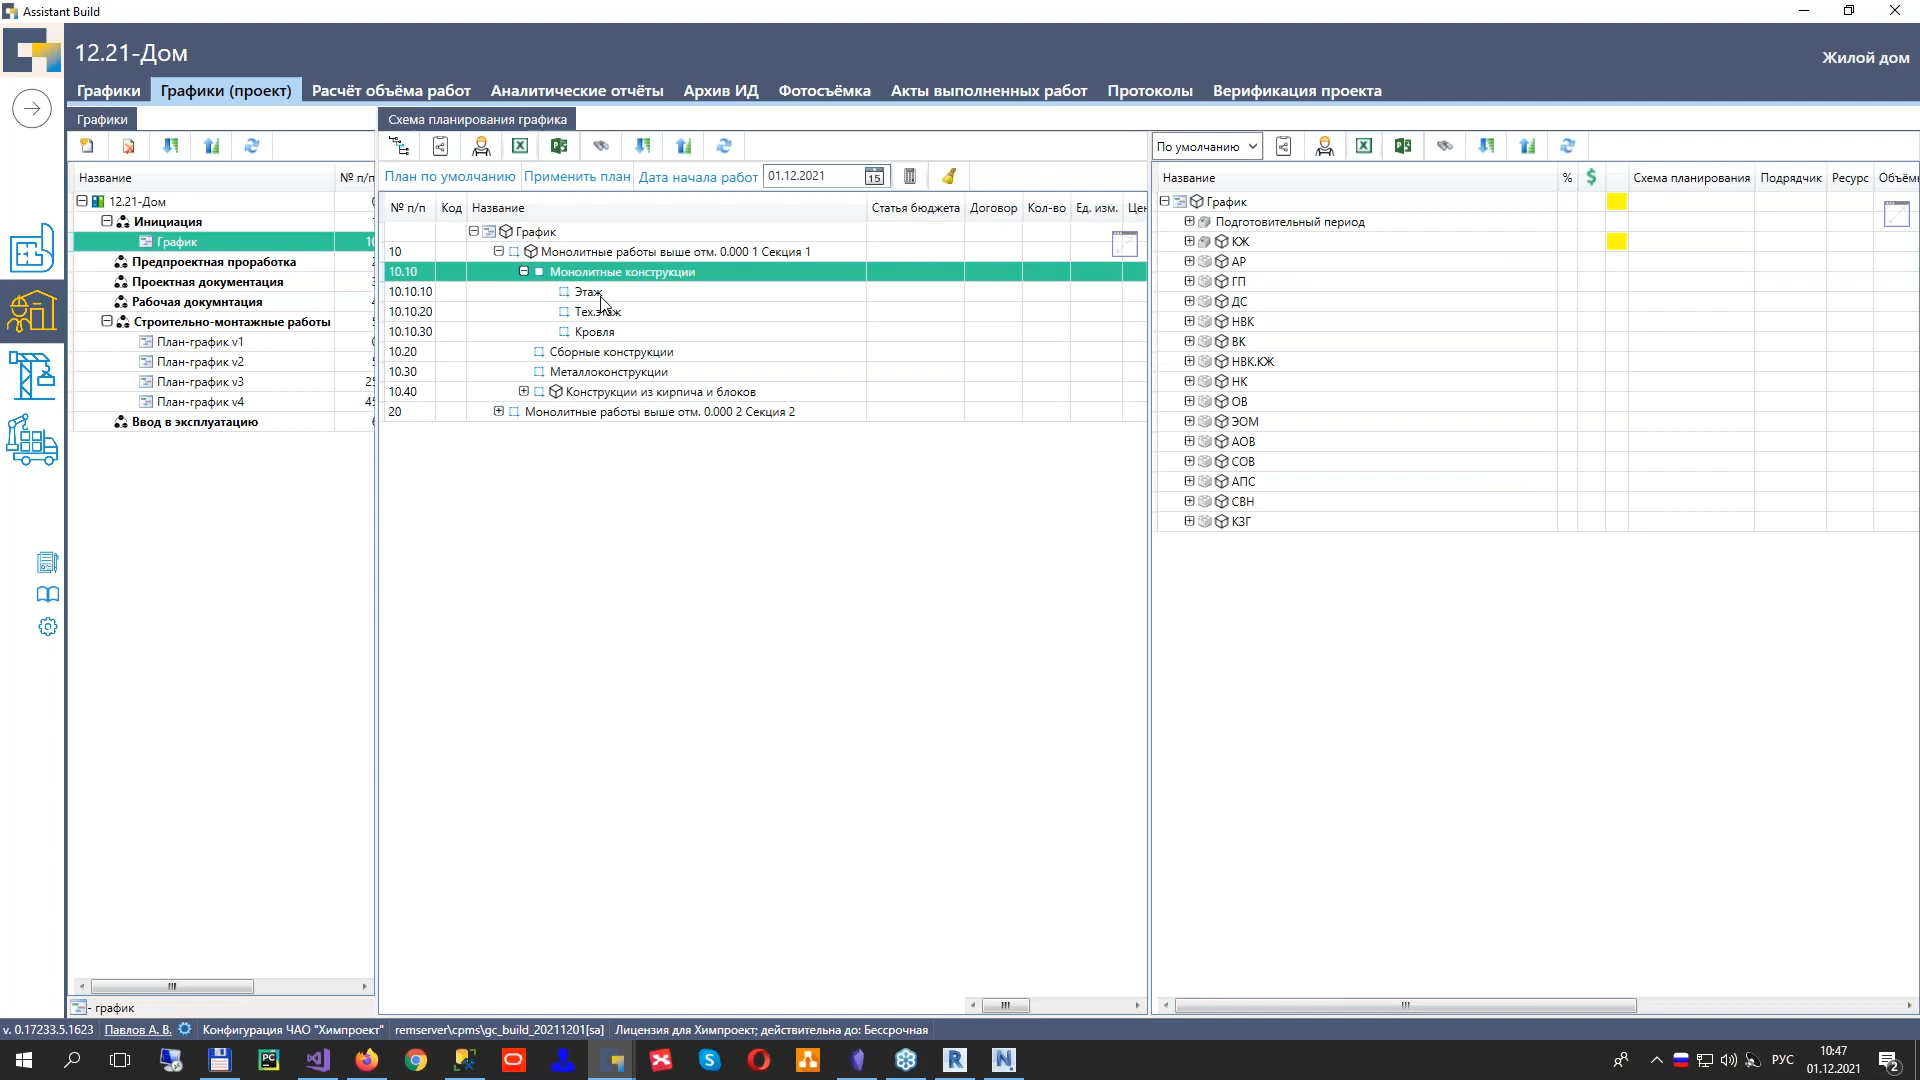 Assistant Build
12.21-Дом
Жилой дом
Графики
Графики (проект)
Расчёт объёма работ
Аналитические отчёты
Архив ИД
Фотосъёмка
Акты выполненных работ
Протоколы
Верификация проекта
Графики
Название
№ п/п
12.21-Дом
Инициация
График
Предпроектная проработка
Проектная документация
Рабочая докумнтация
Строительно-монтажные работы
План-график v1
План-график v2
План-график v3
План-график v4
Ввод в эксплуатацию
- график
Схема планирования графика
План по умолчанию
Применить план
Дата начала работ
01.12.2021
15
№ п/п Код Название Статья бюджета Договор Кол-во Ед. изм.
График
10 Монолитные работы выше отм. 0.000 1 Секция 1
10.10 Монолитные конструкции
10.10.10 Этаж
10.10.20
10.10.30 Кровля
10.20 Сборные конструкции
10.30 Металлоконструкции
10.40 Конструкции из кирпича и блоков
20 Монолитные работы выше отм. 0.000 2 Секция 2
По умолчанию
Название % $ Схема планирования Подрядчик Ресурс
График
Подготовительный период
КЖ
АР
ГП
ДС
НВК
ВК
НВК.КЖ
НК
ОВ
ЭОМ
АОВ
СОВ
АПС
СВН
КЗГ
v. 0.17233.5.1623 Павлов А. В. Конфигурация ЧАО "Химпроект" remserver\cpms\gc_build_20211201[sa] Лицензия для Химпроект; действительна до: Бессрочная
РУС
10:47
01.12.2021
2